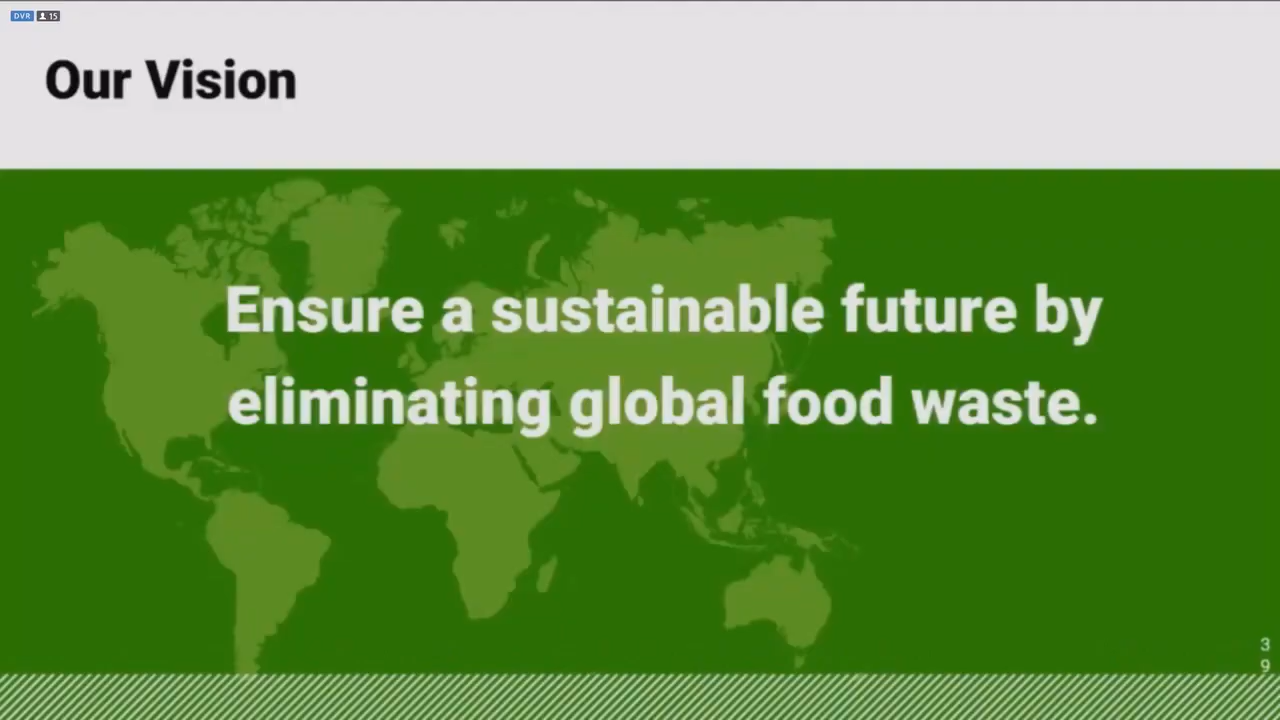 DVR 15
Our Vision
Ensure a sustainable future by
eliminating global food waste.
3
9